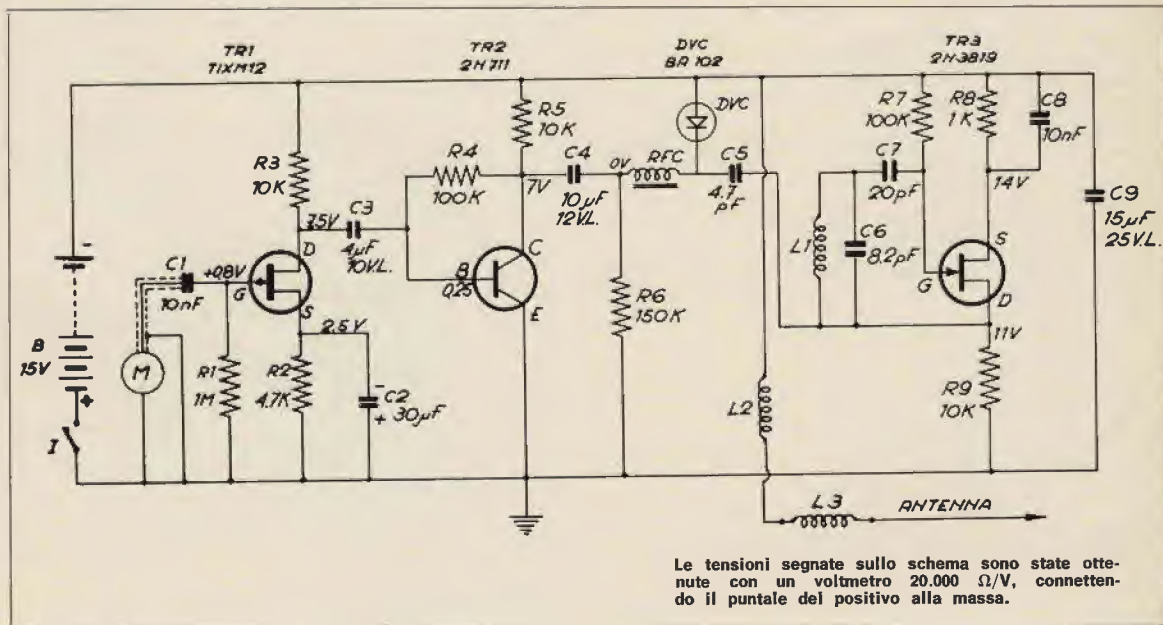 TR1
TIXM12
TR2
2N711
DVC
BA 102
TR3
2N3819
R3
10K
R5
10K
R4
100K
C4
10µF
12V.L.
0V
RFC
DVC
C5
4.7
pF
C7
20pF
R7
100K
R8
1K
C8
10nF
14V
C9
15µF
25V.L.
7V
7.5V
C3
4µF
10V.L.
D
C1
10nF
+0,8V
G
S
2.5V
B
0,25
C
E
R6
150K
L1
C6
8.2pF
S
G
D
11V
-
B
15V
+
I
M
R1
1M
R2
4.7K
-
C2
+ 30µF
L2
R9
10K
L3
ANTENNA
Le tensioni segnate sullo schema sono state otte-
nute con un voltmetro 20.000 Ω/V, connetten-
do il puntale del positivo alla massa.